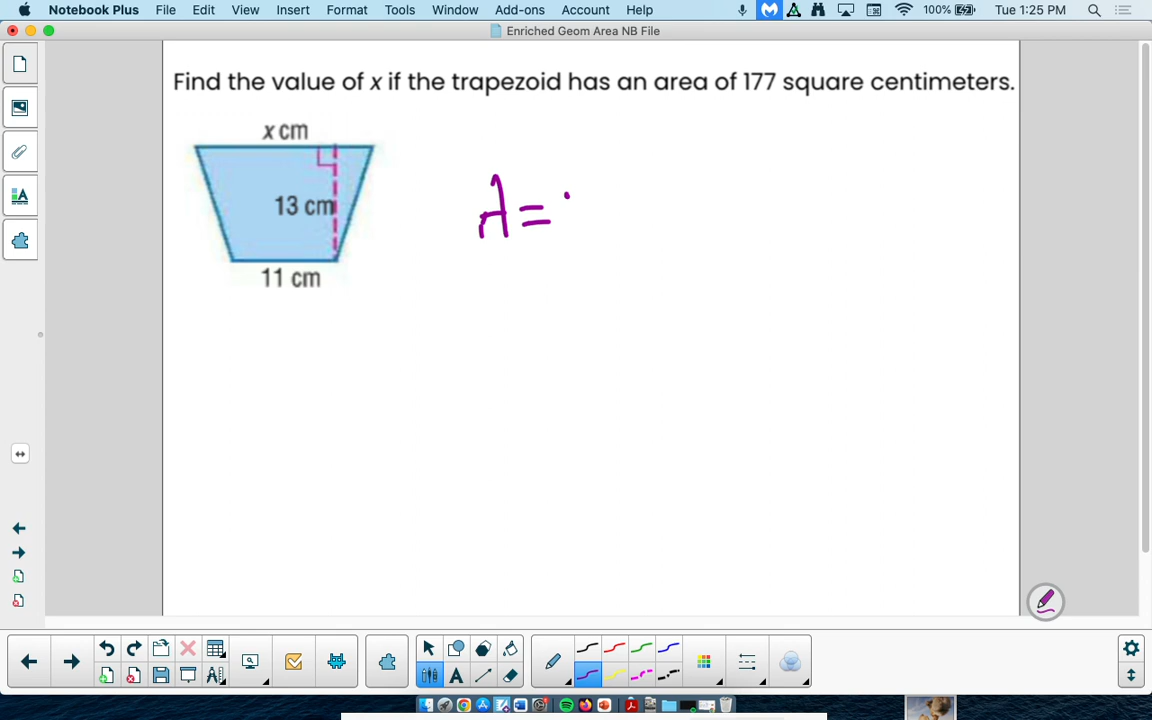 Notebook Plus File Edit View Insert Format Tools Window Add-ons Account Help 100% Tue 1:25 PM
Enriched Geom Area NB File
Find the value of x if the trapezoid has an area of 177 square centimeters.
x cm
13 cm
11 cm
A =